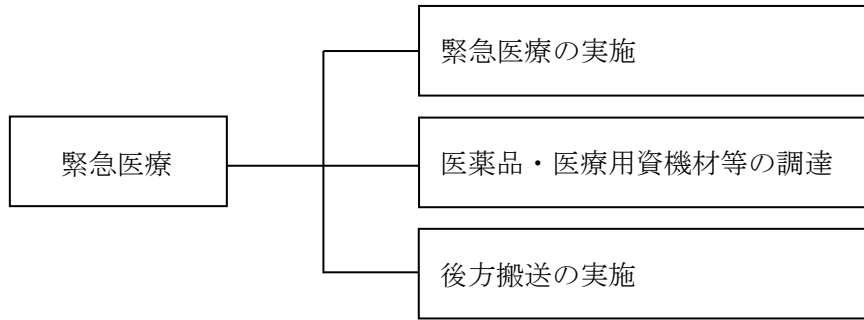 緊急医療
緊急医療の実施
医薬品・医療用資機材等の調達
後方搬送の実施